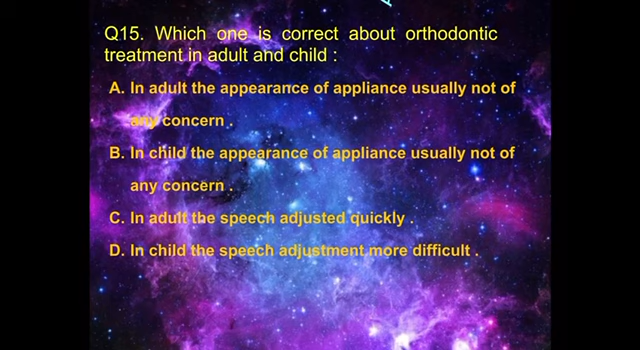 Q15. Which one is correct about orthodontic
treatment in adult and child :
A. In adult the appearance of appliance usually not of
any concern .
B. In child the appearance of appliance usually not of
any concern .
C. In adult the speech adjusted quickly .
D. In child the speech adjustment more difficult .